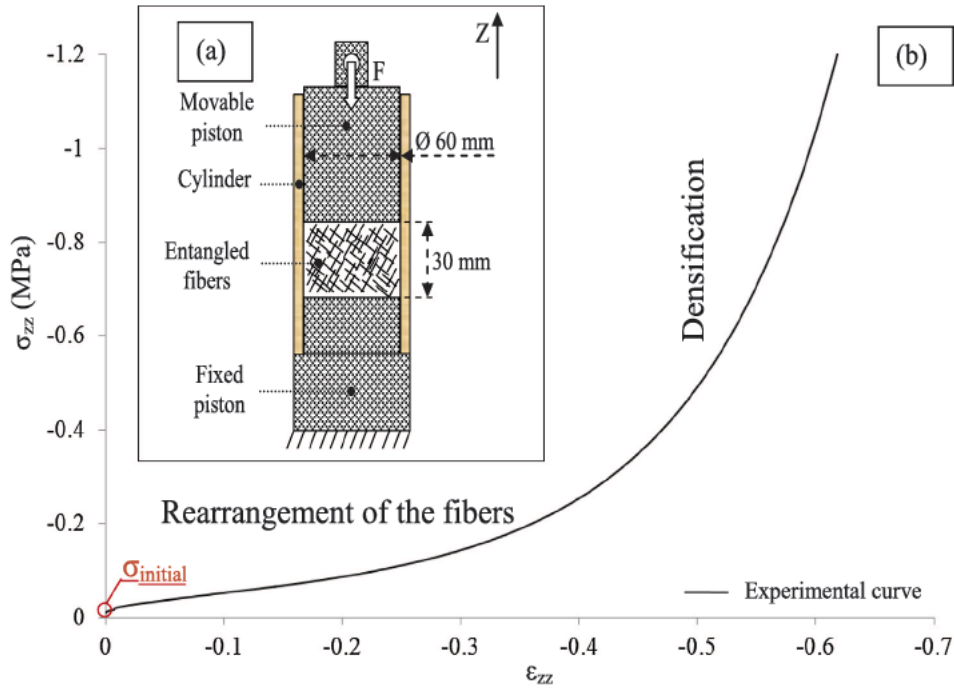 (a)
Z
F
Movable
piston
Ø 60 mm
Cylinder
Entangled
fibers
30 mm
Fixed
piston
(b)
Densification
Rearrangement of the fibers
σinitial
Experimental curve
σzz (MPa)
-1.2
-1
-0.8
-0.6
-0.4
-0.2
0
0 -0.1 -0.2 -0.3 -0.4 -0.5 -0.6 -0.7
εzz